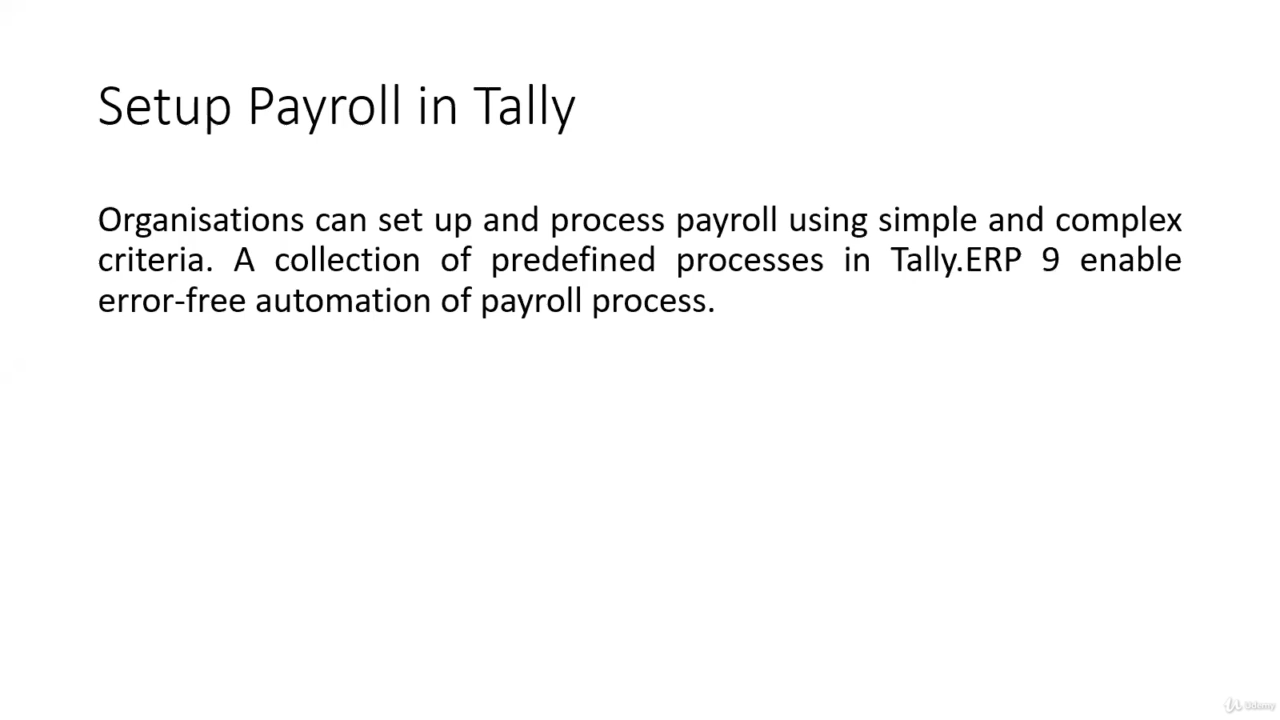 Setup Payroll in Tally
Organisations can set up and process payroll using simple and complex
criteria. A collection of predefined processes in Tally.ERP 9 enable
error-free automation of payroll process.
Udemy